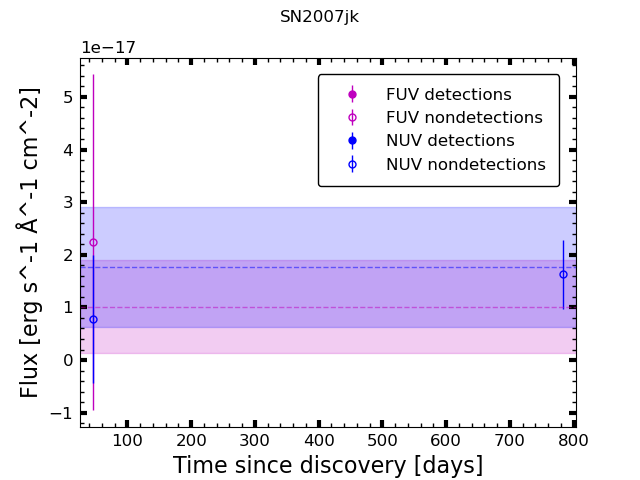 SN2007jk
1e−17
FUV detections
FUV nondetections
NUV detections
NUV nondetections
5
4
3
2
1
0
−1
Flux [erg s^-1 Å^-1 cm^-2]
100 200 300 400 500 600 700 800
Time since discovery [days]